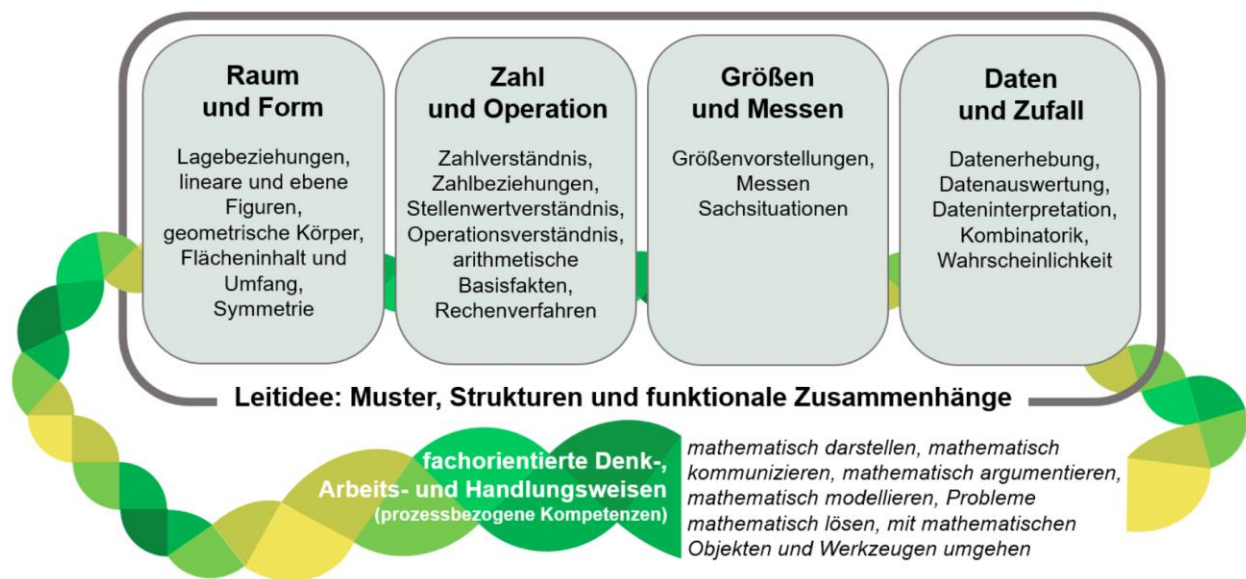 Raum
und Form
Lagebeziehungen,
lineare und ebene
Figuren,
geometrische Körper,
Flächeninhalt und
Umfang,
Symmetrie
Zahl
und Operation
Zahlverständnis,
Zahlbeziehungen,
Stellenwertverständnis,
Operationsverständnis,
arithmetische
Basisfakten,
Rechenverfahren
Größen
und Messen
Größenvorstellungen,
Messen
Sachsituationen
Daten
und Zufall
Datenerhebung,
Datenauswertung,
Dateninterpretation,
Kombinatorik,
Wahrscheinlichkeit
Leitidee: Muster, Strukturen und funktionale Zusammenhänge
fachorientierte Denk-,
Arbeits- und Handlungsweisen
(prozessbezogene Kompetenzen)
mathematisch darstellen, mathematisch
kommunizieren, mathematisch argumentieren,
mathematisch modellieren, Probleme
mathematisch lösen, mit mathematischen
Objekten und Werkzeugen umgehen